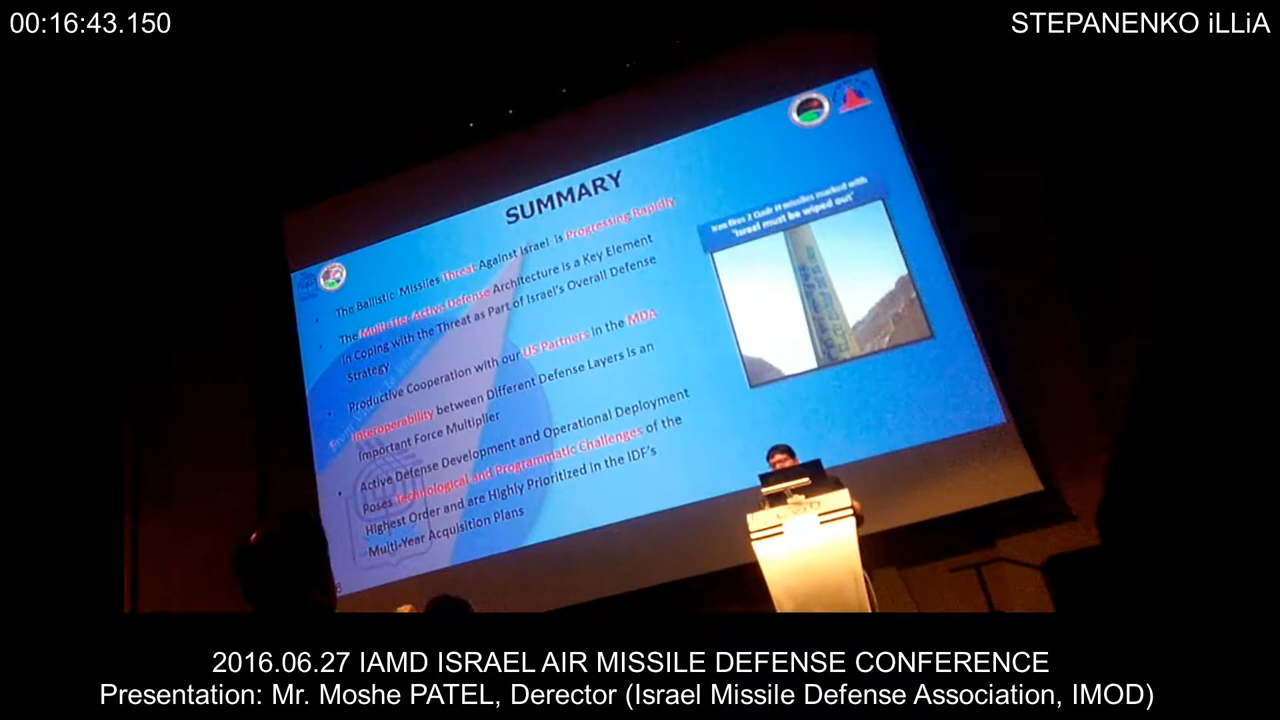 00:16:43.150
STEPANENKO iLLiA
SUMMARY
The Ballistic Missiles Threat Against Israel is Progressing Rapidly
The Multi-Tier-Active Defense Architecture is a Key Element
in Coping with the Threat as Part of Israel's Overall Defense
Strategy
Productive Cooperation with our US Partners in the MDA
Interoperability between Different Defense Layers is an
Important Force Multiplier
Active Defense Development and Operational Deployment
Poses Technological and Programmatic Challenges of the
Highest Order and are Highly Prioritized in the IDF's
Multi-Year Acquisition Plans
Iran fires 2 Qadr H missiles marked with
'Israel must be wiped out'
2016.06.27 IAMD ISRAEL AIR MISSILE DEFENSE CONFERENCE
Presentation: Mr. Moshe PATEL, Derector (Israel Missile Defense Association, IMOD)